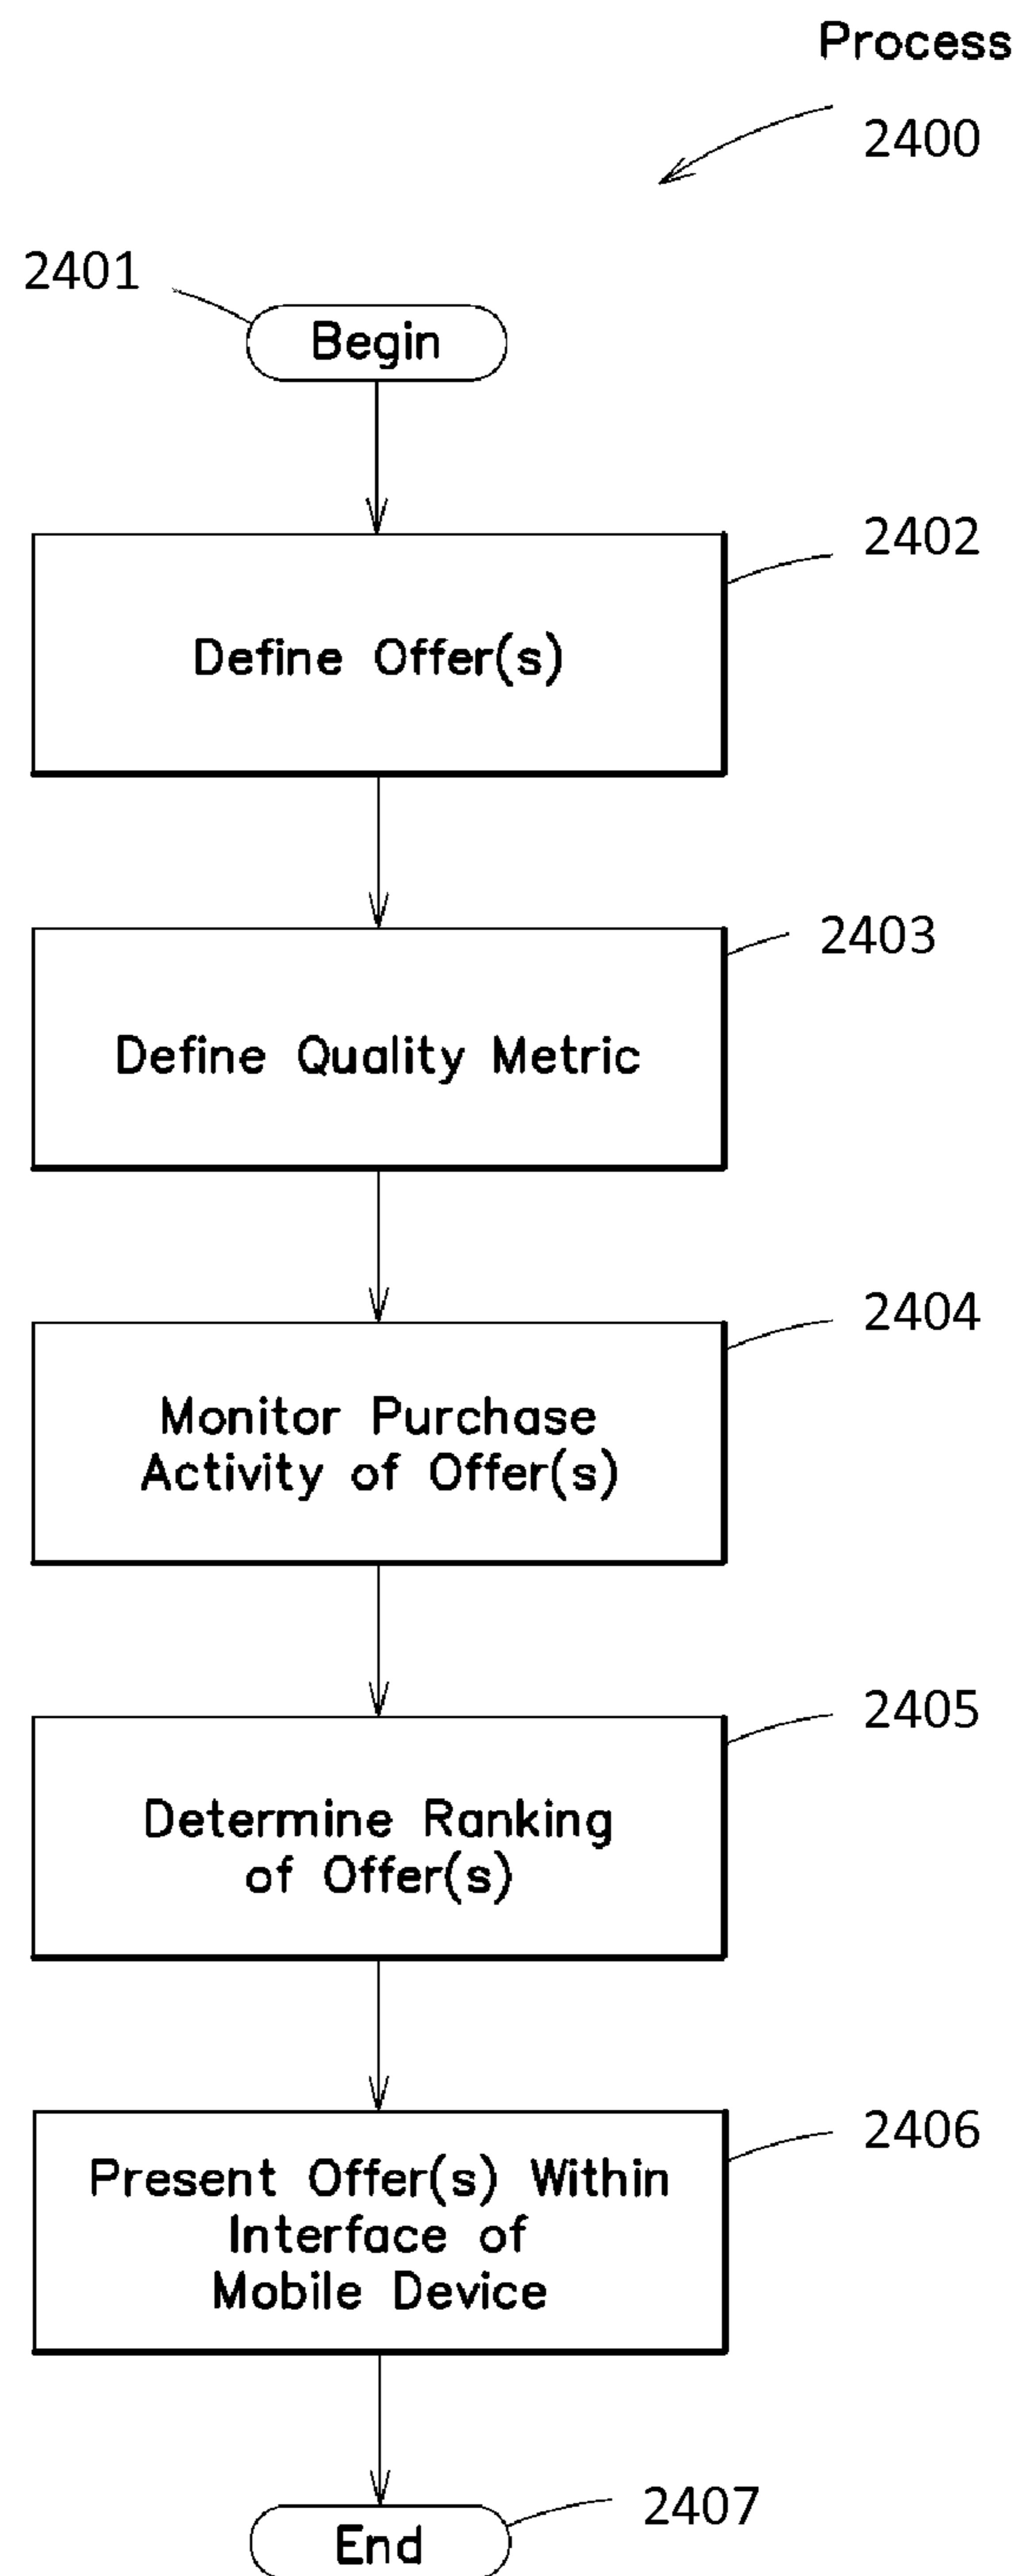 Process
2400
2401
Begin
2402
Define Offer(s)
2403
Define Quality Metric
2404
Monitor Purchase
Activity of Offer(s)
2405
Determine Ranking
of Offer(s)
2406
Present Offer(s) Within
Interface of
Mobile Device
2407
End